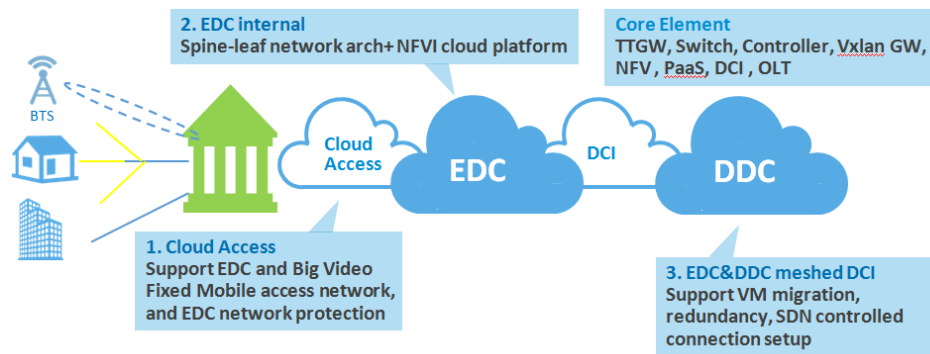 2. EDC internal
Spine-leaf network arch+ NFVI cloud platform
Core Element
TTGW, Switch, Controller, Vxlan GW,
NFV , PaaS, DCI , OLT
BTS
Cloud
Access
EDC
DCI
DDC
1. Cloud Access
Support EDC and Big Video
Fixed Mobile access network,
and EDC network protection
3. EDC&DDC meshed DCI
Support VM migration,
redundancy, SDN controlled
connection setup